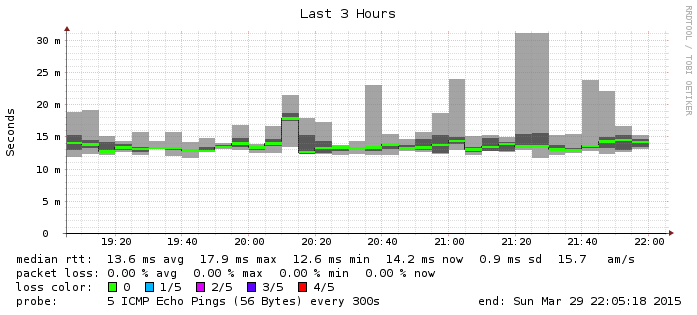 Last 3 Hours
RRDTOOL / TOBI OETIKER
Seconds
30 m
25 m
20 m
15 m
10 m
5 m
0
19:20 19:40 20:00 20:20 20:40 21:00 21:20 21:40 22:00
median rtt: 13.6 ms avg 17.9 ms max 12.6 ms min 14.2 ms now 0.9 ms sd 15.7 am/s
packet loss: 0.00 % avg 0.00 % max 0.00 % min 0.00 % now
loss color: 0 1/5 2/5 3/5 4/5
probe: 5 ICMP Echo Pings (56 Bytes) every 300s end: Sun Mar 29 22:05:18 2015